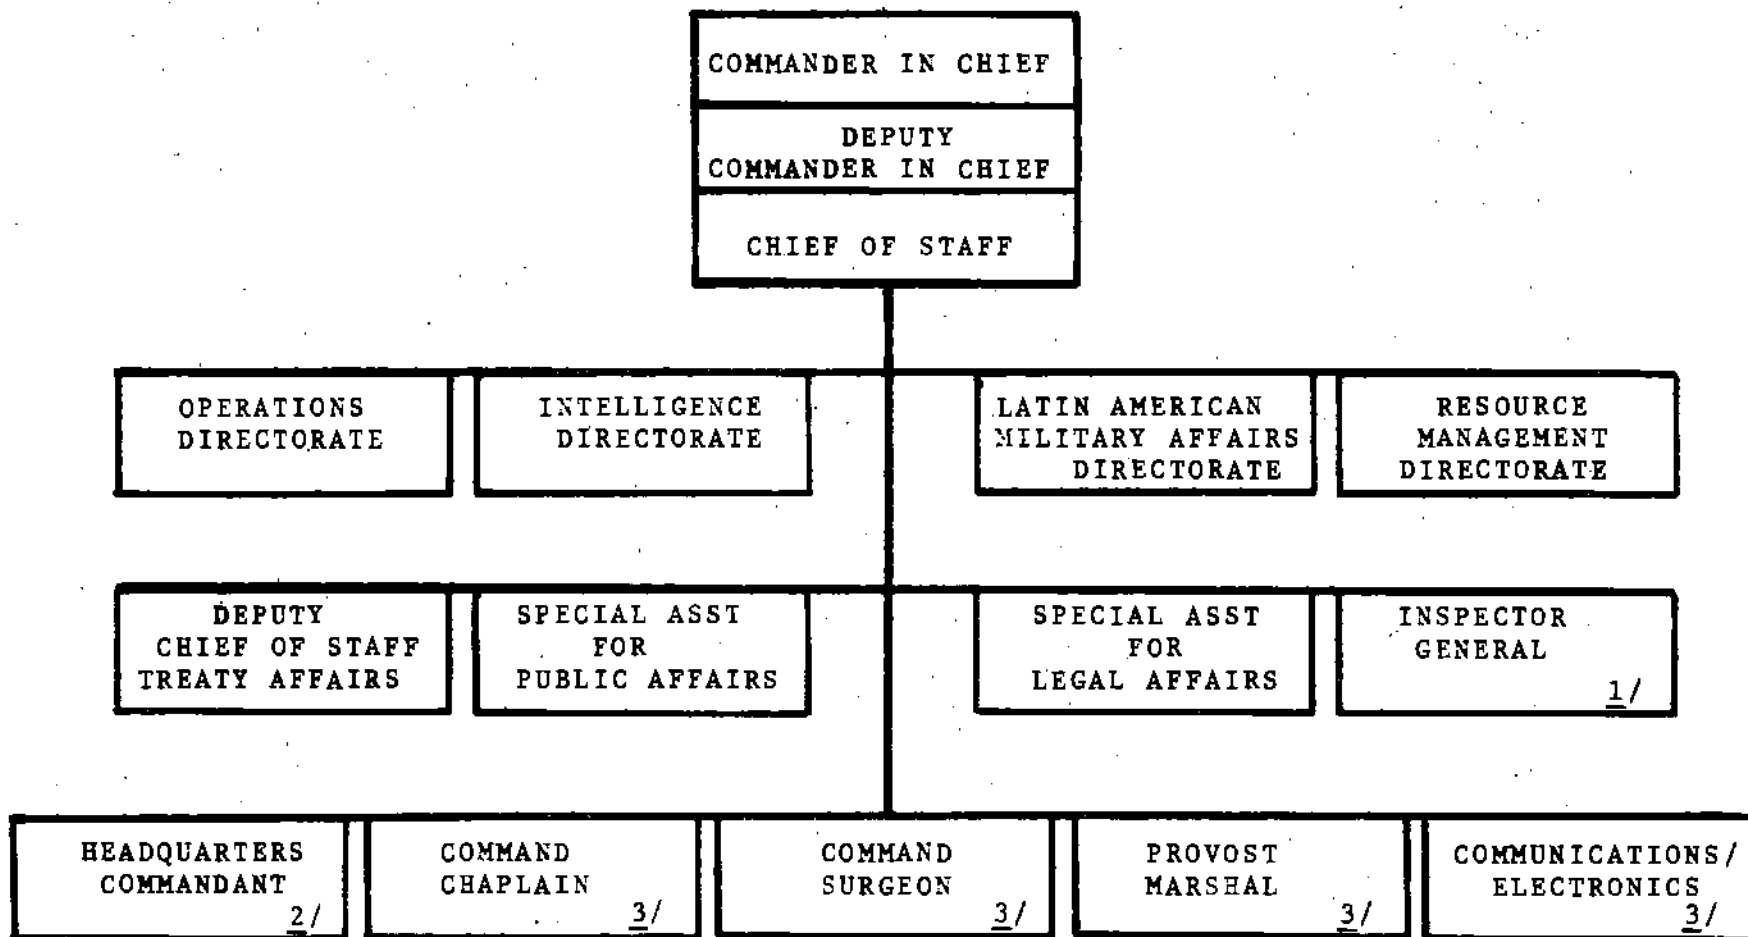 COMMANDER IN CHIEF
DEPUTY
COMMANDER IN CHIEF
CHIEF OF STAFF
OPERATIONS
DIRECTORATE
INTELLIGENCE
DIRECTORATE
LATIN AMERICAN
MILITARY AFFAIRS
DIRECTORATE
RESOURCE
MANAGEMENT
DIRECTORATE
DEPUTY
CHIEF OF STAFF
TREATY AFFAIRS
SPECIAL ASST
FOR
PUBLIC AFFAIRS
SPECIAL ASST
FOR
LEGAL AFFAIRS
INSPECTOR
GENERAL
1/
HEADQUARTERS
COMMANDANT
2/
COMMAND
CHAPLAIN
3/
COMMAND
SURGEON
3/
PROVOST
MARSHAL
3/
COMMUNICATIONS/
ELECTRONICS
3/